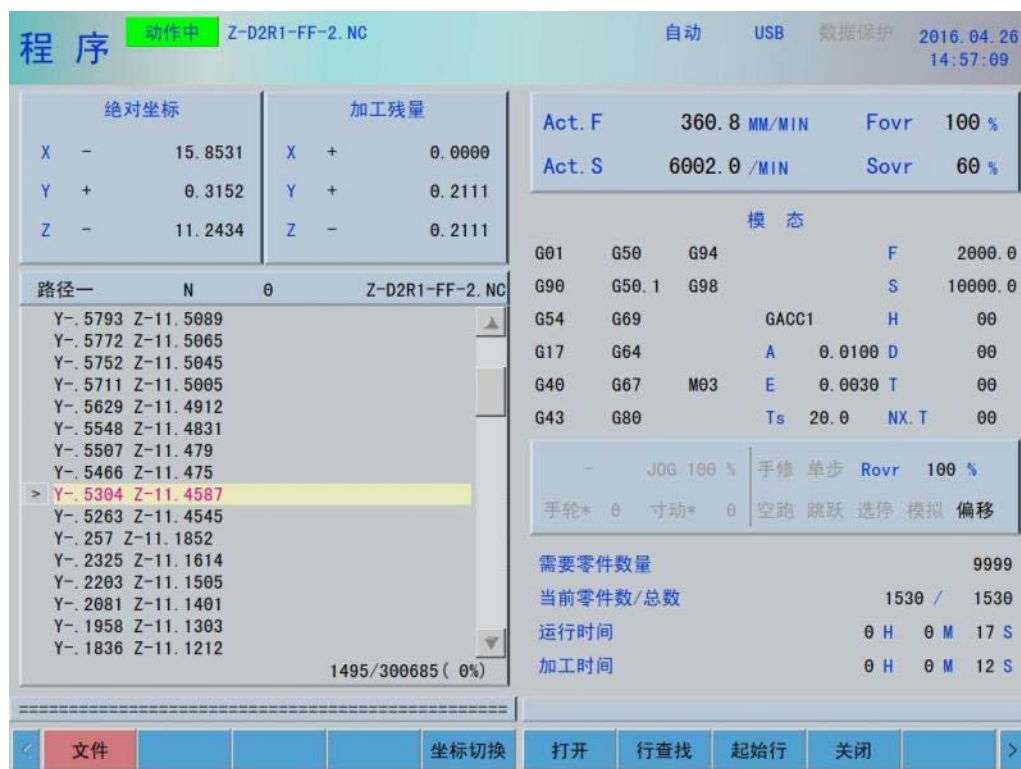 程 序 动作中 Z-D2R1-FF-2.NC 自动 USB 数据保护 2016.04.26
14:57:09
绝对坐标 加工残量
X - 15.8531 X + 0.0000
Y + 0.3152 Y + 0.2111
Z - 11.2434 Z - 0.2111
Act.F 360.8 MM/MIN Fovr 100 %
Act.S 6002.0 /MIN Sovr 60 %
路径一 N 0 Z-D2R1-FF-2.NC
Y-.5793 Z-11.5089
Y-.5772 Z-11.5065
Y-.5752 Z-11.5045
Y-.5711 Z-11.5005
Y-.5629 Z-11.4912
Y-.5548 Z-11.4831
Y-.5507 Z-11.479
Y-.5466 Z-11.475
> Y-.5304 Z-11.4587
Y-.5263 Z-11.4545
Y-.257 Z-11.1852
Y-.2325 Z-11.1614
Y-.2203 Z-11.1505
Y-.2081 Z-11.1401
Y-.1958 Z-11.1303
Y-.1836 Z-11.1212
1495/300685( 0%)
模 态
G01 G50 G94 F 2000.0
G90 G50.1 G98 S 10000.0
G54 G69 GACC1 H 00
G17 G64 A 0.0100 D 00
G40 G67 M03 E 0.0030 T 00
G43 G80 Ts 20.0 NX.T 00
- JOG 100 % 手修 单步 Rovr 100 %
手轮* 0 寸动* 0 空跑 跳跃 选停 模拟 偏移
需要零件数量 9999
当前零件数/总数 1530 / 1530
运行时间 0 H 0 M 17 S
加工时间 0 H 0 M 12 S
=================================================
< 文件 坐标切换 打开 行查找 起始行 关闭 >